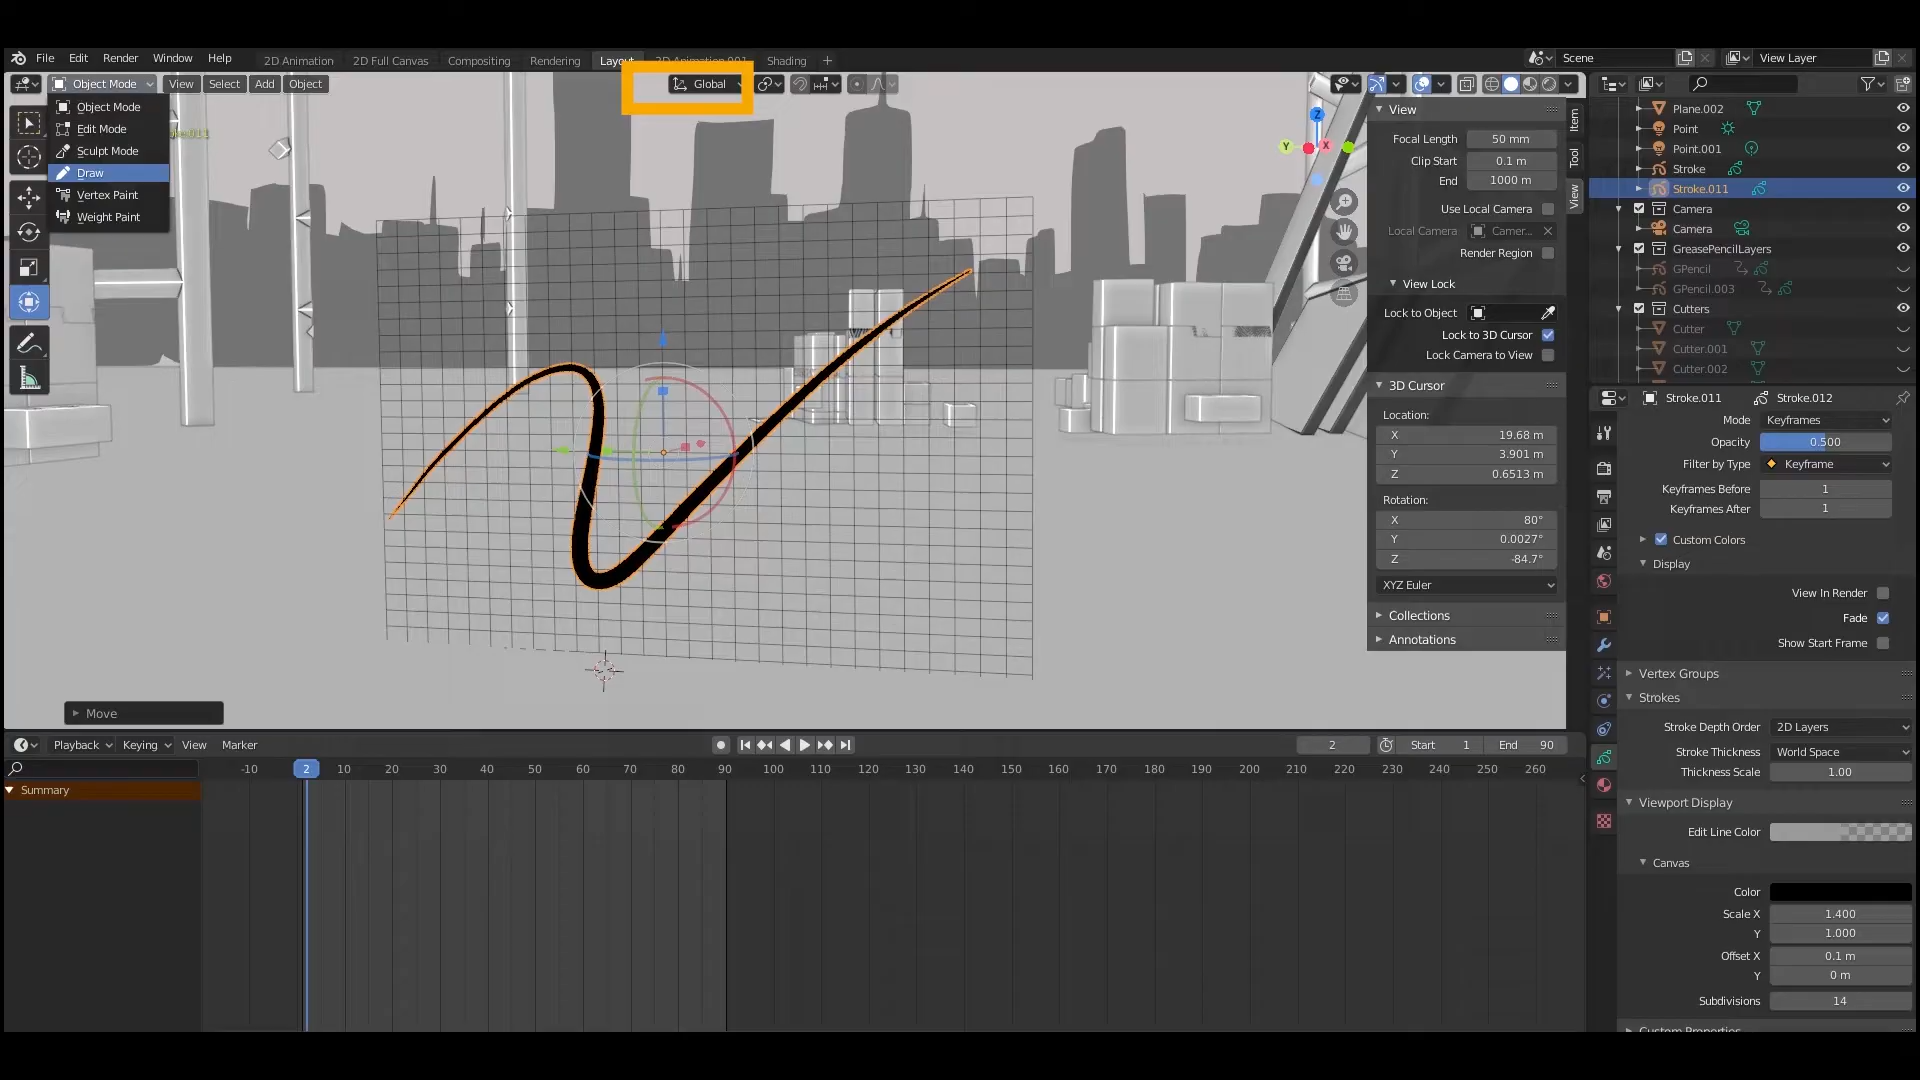 File Edit Render Window Help 2D Animation 2D Full Canvas Compositing Rendering Layout Shading + Scene View Layer
Object Mode View Select Add Object Global
Object Mode
Edit Mode
Sculpt Mode
Draw
Vertex Paint
Weight Paint
Z
Y
X
View
Focal Length 50 mm
Clip Start 0.1 m
End 1000 m
Use Local Camera
Local Camera Camer...
Render Region
View Lock
Lock to Object
Lock to 3D Cursor
Lock Camera to View
3D Cursor
Location:
X 19.68 m
Y 3.901 m
Z 0.6513 m
Rotation:
X 80°
Y 0.0027°
Z -84.7°
XYZ Euler
Collections
Annotations
Item
Tool
View
Plane.002
Point
Point.001
Stroke
Stroke.011
Camera
Camera
GreasePencilLayers
GPencil
GPencil.003
Cutters
Cutter
Cutter.001
Cutter.002
Stroke.011 Stroke.012
Mode Keyframes
Opacity 0.500
Filter by Type Keyframe
Keyframes Before 1
Keyframes After 1
Custom Colors
Display
View In Render
Fade
Show Start Frame
Vertex Groups
Strokes
Stroke Depth Order 2D Layers
Stroke Thickness World Space
Thickness Scale 1.00
Viewport Display
Edit Line Color
Canvas
Color
Scale X 1.400
Y 1.000
Offset X 0.1 m
Y 0 m
Subdivisions 14
Move
Playback Keying View Marker 2 Start 1 End 90
-10 2 10 20 30 40 50 60 70 80 90 100 110 120 130 140 150 160 170 180 190 200 210 220 230 240 250 260
Summary